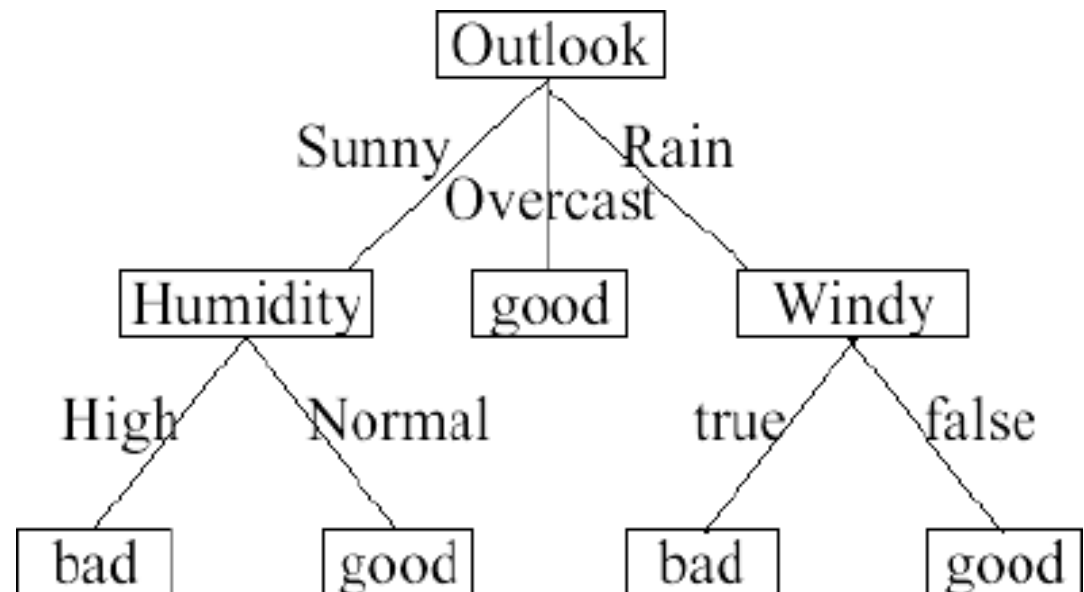 Outlook
Sunny Rain
Overcast
Humidity good Windy
High Normal true false
bad good bad good